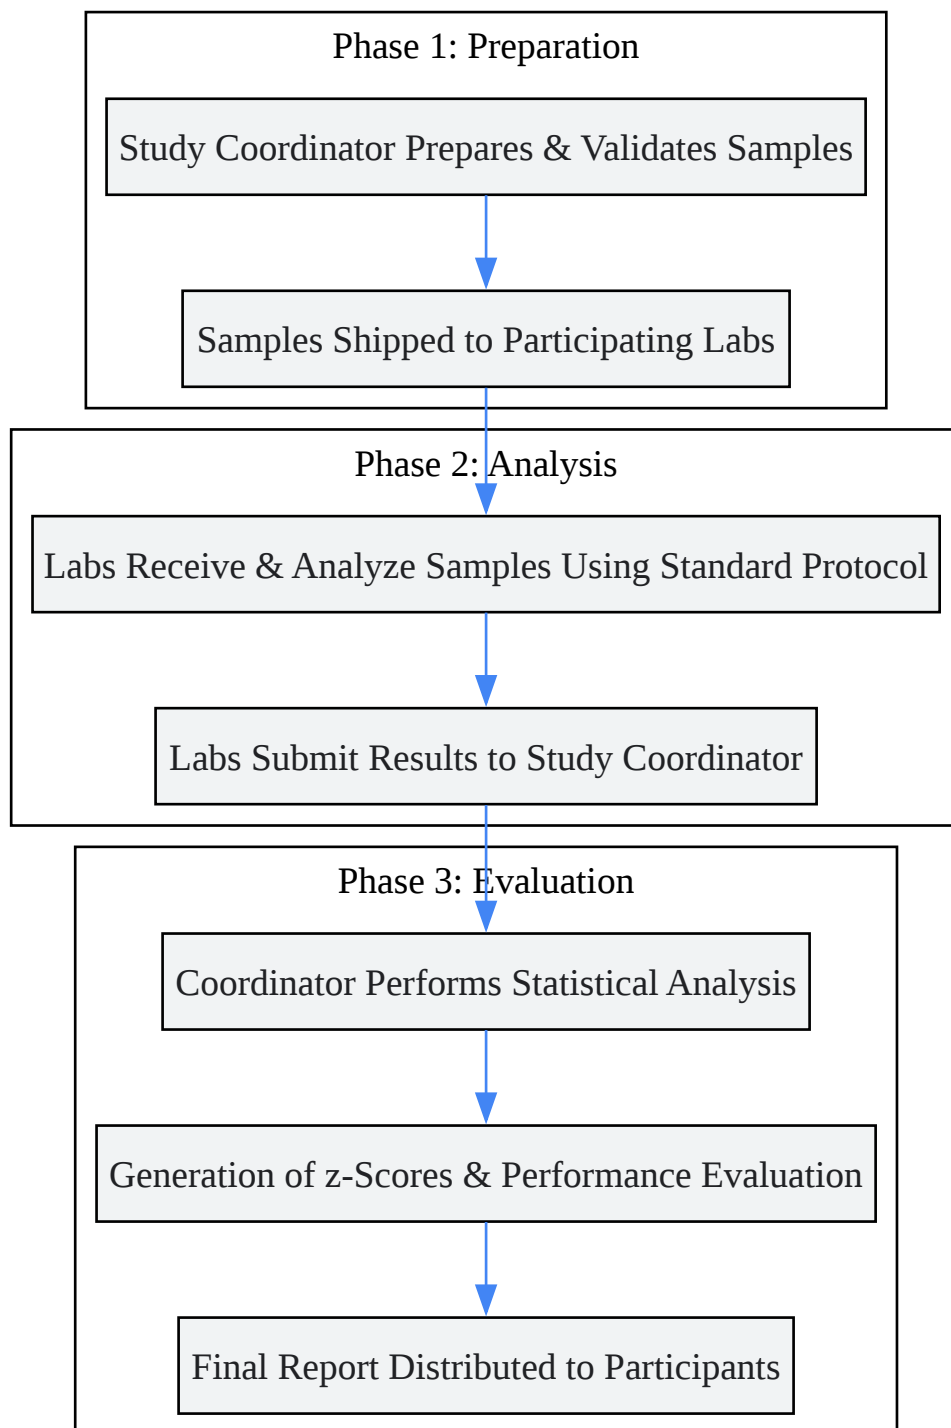 Phase 1: Preparation
Study Coordinator Prepares & Validates Samples
Samples Shipped to Participating Labs
Phase 2: Analysis
Labs Receive & Analyze Samples Using Standard Protocol
Labs Submit Results to Study Coordinator
Phase 3: Evaluation
Coordinator Performs Statistical Analysis
Generation of z-Scores & Performance Evaluation
Final Report Distributed to Participants